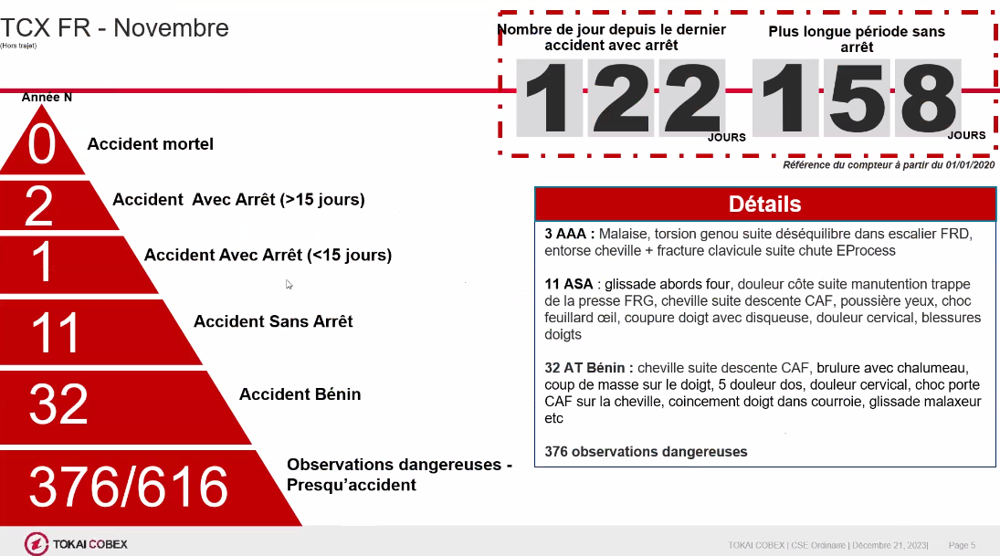 TCX FR - Novembre
(Hors trajet)
Nombre de jour depuis le dernier
accident avec arrêt
122
JOURS
Plus longue période sans
arrêt
158
JOURS
Référence du compteur à partir du 01/01/2020
Année N
0
Accident mortel
2
Accident Avec Arrêt (>15 jours)
1
Accident Avec Arrêt (<15 jours)
11
Accident Sans Arrêt
32
Accident Bénin
376/616
Observations dangereuses -
Presqu'accident
Détails
3 AAA : Malaise, torsion genou suite déséquilibre dans escalier FRD,
entorse cheville + fracture clavicule suite chute EProcess
11 ASA : glissade abords four, douleur côte suite manutention trappe
de la presse FRG, cheville suite descente CAF, poussière yeux, choc
feuillard œil, coupure doigt avec disqueuse, douleur cervical, blessures
doigts
32 AT Bénin : cheville suite descente CAF, brulure avec chalumeau,
coup de masse sur le doigt, 5 douleur dos, douleur cervical, choc porte
CAF sur la cheville, coincement doigt dans courroie, glissade malaxeur
etc
376 observations dangereuses
TOKAI COBEX
TOKAI COBEX | CSE Ordinaire | Décembre 21, 2023|
Page 5